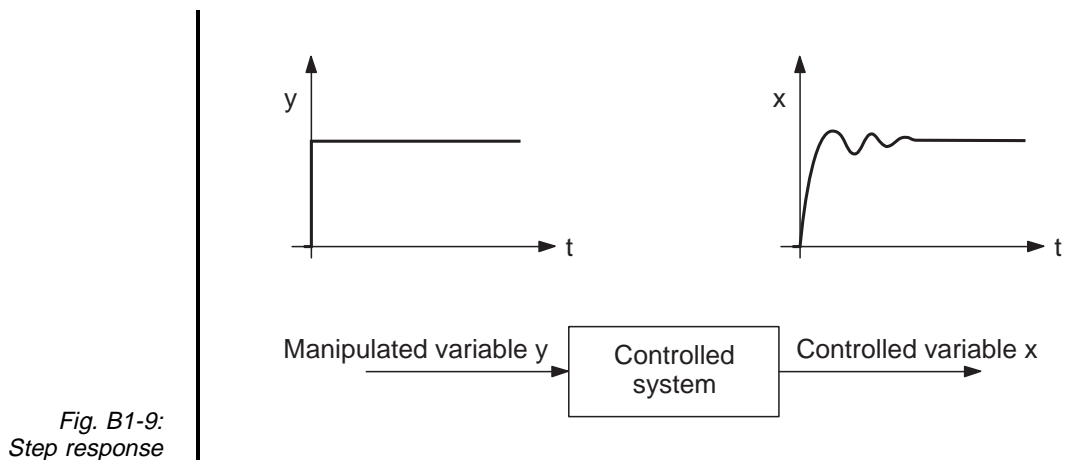 y
t
x
t
Manipulated variable y
Controlled
system
Controlled variable x
Fig. B1-9:
Step response